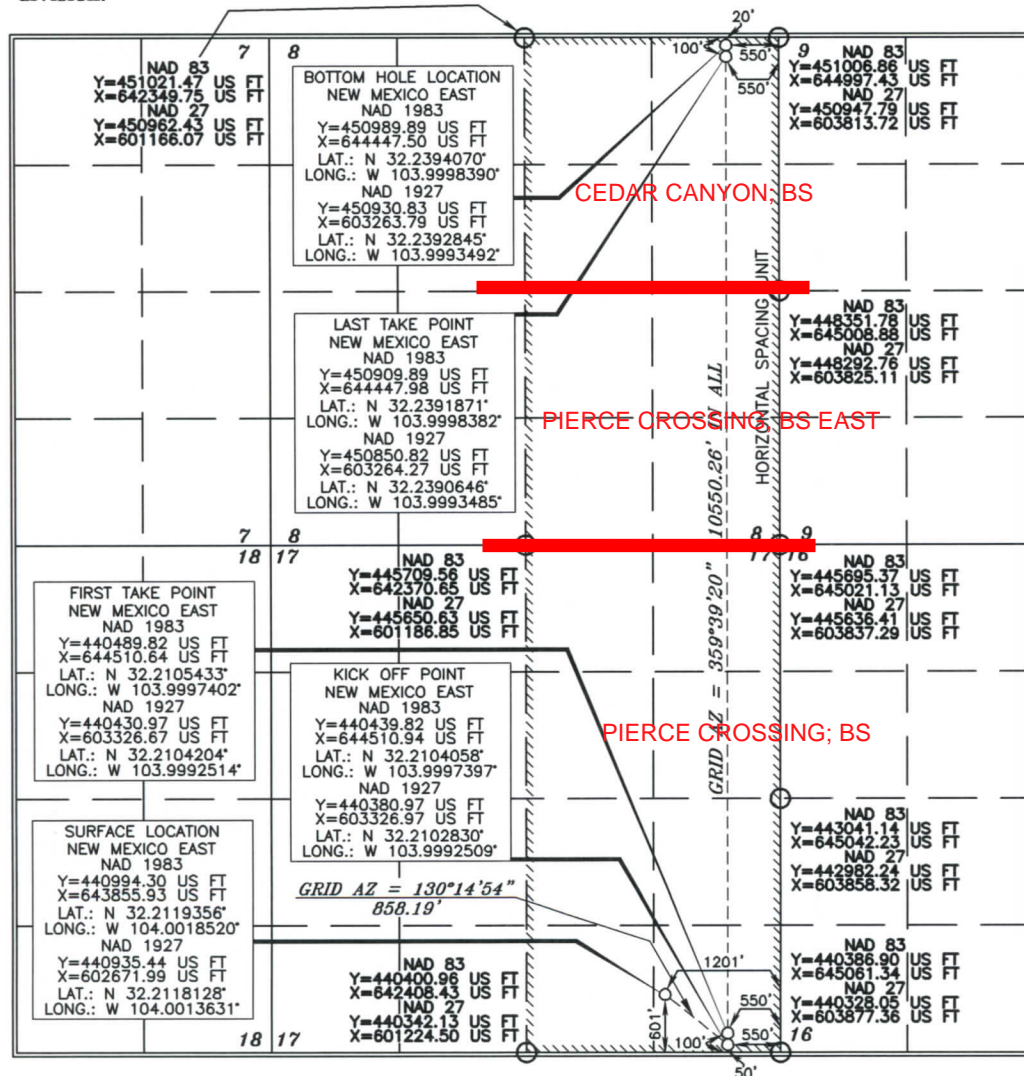 20'
7 8
9
100'
550'
550'
NAD 83
Y=451021.47 US FT
X=642349.75 US FT
NAD 27
Y=450962.43 US FT
X=601166.07 US FT
BOTTOM HOLE LOCATION
NEW MEXICO EAST
NAD 1983
Y=450989.89 US FT
X=644447.50 US FT
LAT.: N 32.2394070°
LONG.: W 103.9998390°
NAD 1927
Y=450930.83 US FT
X=603263.79 US FT
LAT.: N 32.2392845°
LONG.: W 103.9993492°
NAD 83
Y=451006.86 US FT
X=644997.43 US FT
NAD 27
Y=450947.79 US FT
X=603813.72 US FT
CEDAR CANYON; BS
HORIZONTAL SPACING UNIT
LAST TAKE POINT
NEW MEXICO EAST
NAD 1983
Y=450909.89 US FT
X=644447.98 US FT
LAT.: N 32.2391871°
LONG.: W 103.9998382°
NAD 1927
Y=450850.82 US FT
X=603264.27 US FT
LAT.: N 32.2390646°
LONG.: W 103.9993485°
NAD 83
Y=448351.78 US FT
X=645008.88 US FT
NAD 27
Y=448292.76 US FT
X=603825.11 US FT
PIERCE CROSSING, BS EAST
GRID AZ = 359°39'20" 10550.26' IN ALL
7 8
18 17
8 9
17 16
NAD 83
Y=445709.56 US FT
X=642370.65 US FT
NAD 27
Y=445650.63 US FT
X=601186.85 US FT
NAD 83
Y=445695.37 US FT
X=645021.13 US FT
NAD 27
Y=445636.41 US FT
X=603837.29 US FT
FIRST TAKE POINT
NEW MEXICO EAST
NAD 1983
Y=440489.82 US FT
X=644510.64 US FT
LAT.: N 32.2105433°
LONG.: W 103.9997402°
NAD 1927
Y=440430.97 US FT
X=603326.67 US FT
LAT.: N 32.2104204°
LONG.: W 103.9992514°
KICK OFF POINT
NEW MEXICO EAST
NAD 1983
Y=440439.82 US FT
X=644510.94 US FT
LAT.: N 32.2104058°
LONG.: W 103.9997397°
NAD 1927
Y=440380.97 US FT
X=603326.97 US FT
LAT.: N 32.2102830°
LONG.: W 103.9992509°
PIERCE CROSSING; BS
NAD 83
Y=443041.14 US FT
X=645042.23 US FT
NAD 27
Y=442982.24 US FT
X=603858.32 US FT
SURFACE LOCATION
NEW MEXICO EAST
NAD 1983
Y=440994.30 US FT
X=643855.93 US FT
LAT.: N 32.2119356°
LONG.: W 104.0018520°
NAD 1927
Y=440935.44 US FT
X=602671.99 US FT
LAT.: N 32.2118128°
LONG.: W 104.0013631°
GRID AZ = 130°14'54"
858.19'
NAD 83
Y=440400.96 US FT
X=642408.43 US FT
NAD 27
Y=440342.13 US FT
X=601224.50 US FT
1201'
601'
550'
550'
100'
50'
NAD 83
Y=440386.90 US FT
X=645061.34 US FT
NAD 27
Y=440328.05 US FT
X=603877.36 US FT
18 17
16